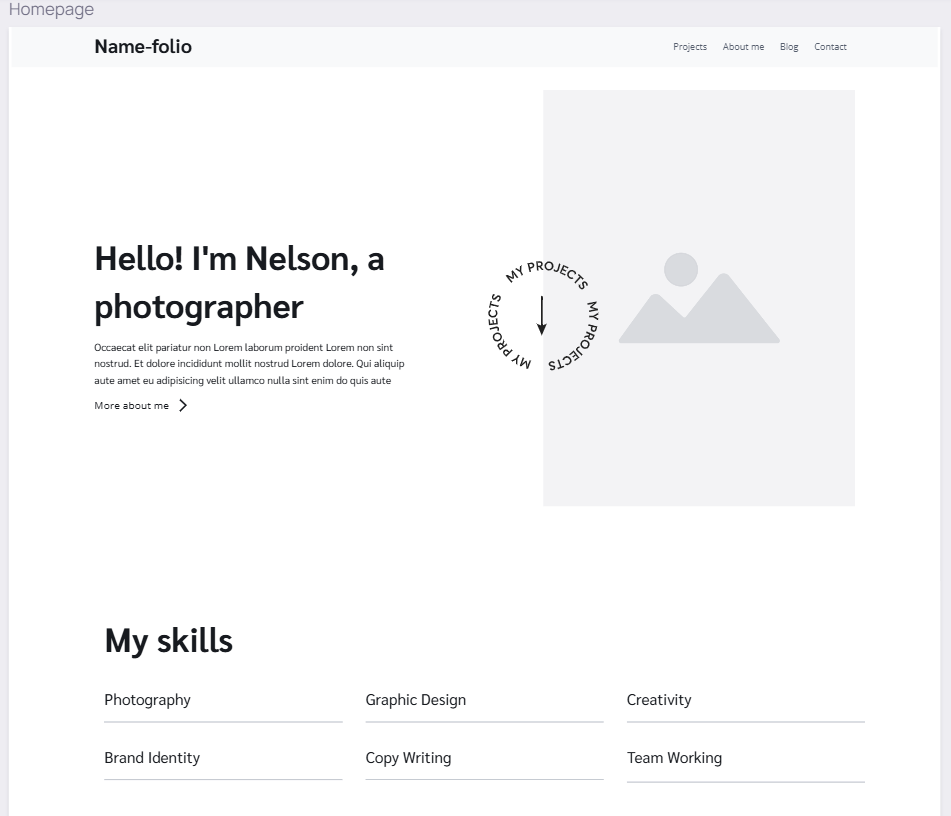 Homepage
Name-folio
Projects About me Blog Contact
Hello! I'm Nelson, a
photographer
Occaecat elit pariatur non Lorem laborum proident Lorem non sint
nostrud. Et dolore incididunt mollit nostrud Lorem dolore. Qui aliquip
aute amet eu adipisicing velit ullamco nulla sint enim do quis aute
More about me
MY PROJECTS
MY PROJECTS
MY PROJECTS
My skills
Photography Graphic Design Creativity
Brand Identity Copy Writing Team Working